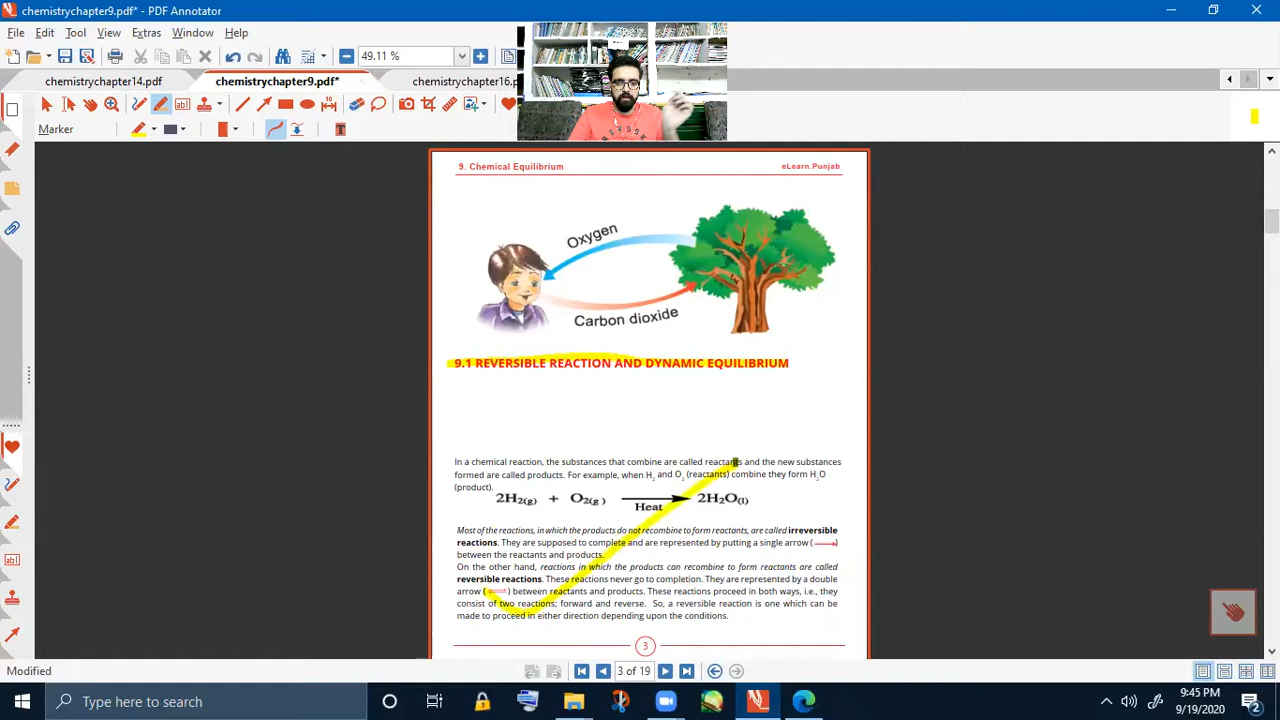 chemistrychapter9.pdf* - PDF Annotator
File Edit Tool View Extras Window Help
49.11 %
chemistrychapter14.pdf chemistrychapter9.pdf* chemistrychapter16.p
Marker
9. Chemical Equilibrium eLearn.Punjab
Oxygen
Carbon dioxide
9.1 REVERSIBLE REACTION AND DYNAMIC EQUILIBRIUM
In a chemical reaction, the substances that combine are called reactants and the new substances
formed are called products. For example, when H₂ and O₂ (reactants) combine they form H₂O
(product).
2H₂(g) + O₂(g) ⟶ 2H₂O(l)
Heat
Most of the reactions, in which the products do not recombine to form reactants, are called irreversible
reactions. They are supposed to complete and are represented by putting a single arrow (⟶)
between the reactants and products.
On the other hand, reactions in which the products can recombine to form reactants are called
reversible reactions. These reactions never go to completion. They are represented by a double
arrow (⇌) between reactants and products. These reactions proceed in both ways, i.e., they
consist of two reactions; forward and reverse. So, a reversible reaction is one which can be
made to proceed in either direction depending upon the conditions.
3
Modified
3 of 19
Type here to search
9:45 PM
9/19/2020
2